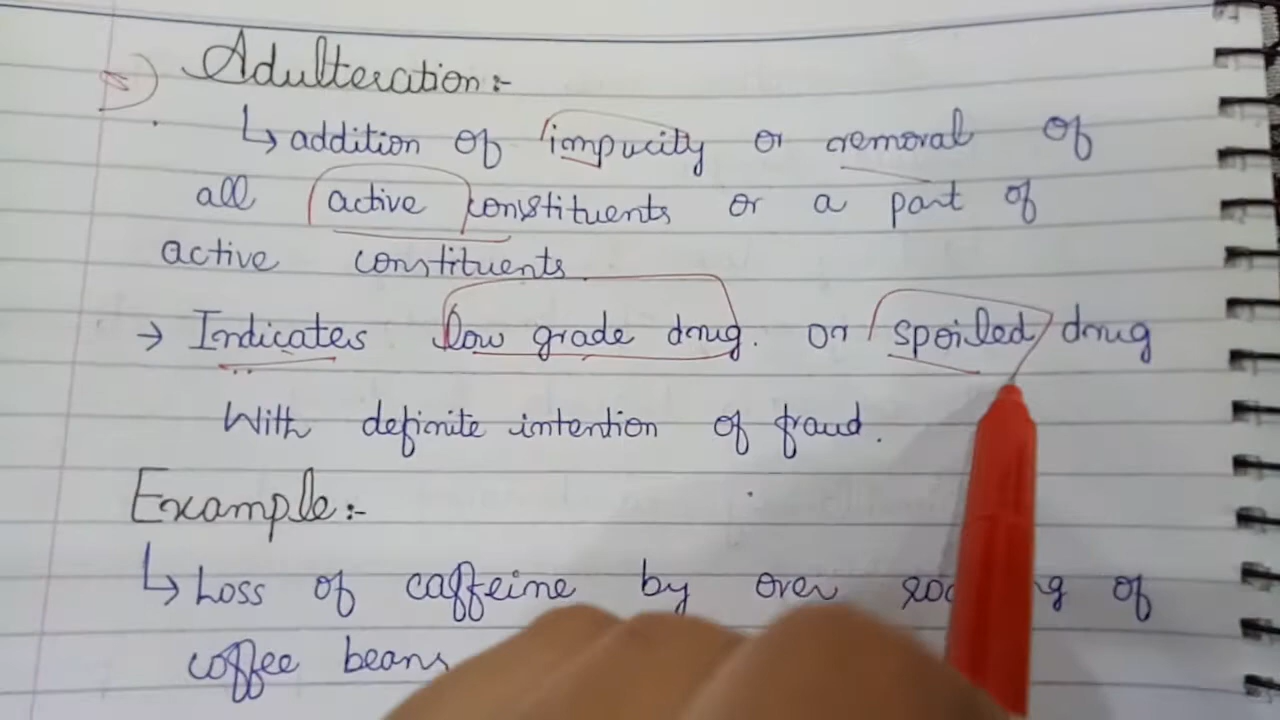 5) Adulteration:-
↳ addition of impurity or removal of
all active constituents or a part of
active constituents.
→ Indicates low grade drug. or spoiled drug
With definite intention of fraud.
Example:-
↳ Loss of caffeine by over of
coffee beans